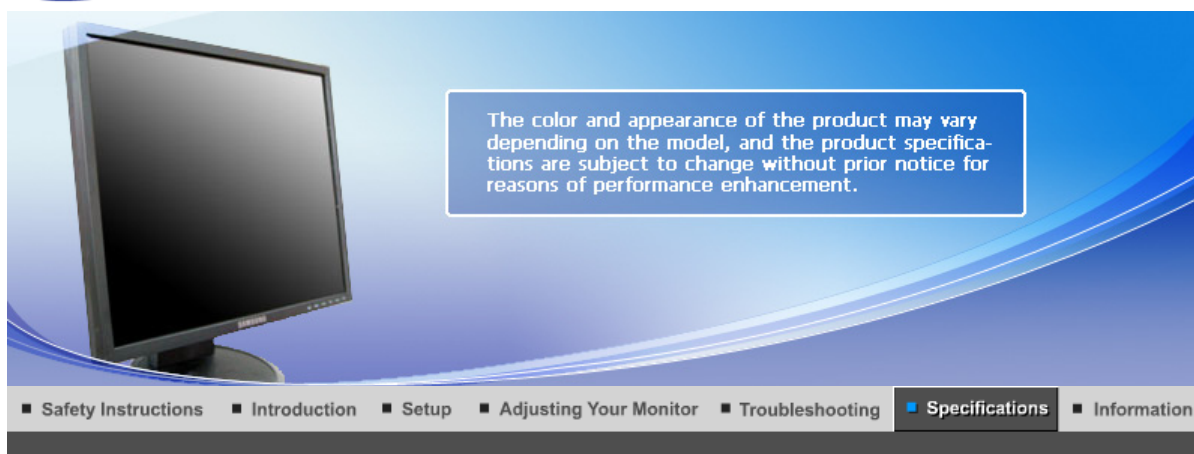 The color and appearance of the product may vary
depending on the model, and the product specifica-
tions are subject to change without prior notice for
reasons of performance enhancement.
SAMSUNG
Safety Instructions Introduction Setup Adjusting Your Monitor Troubleshooting Specifications Information